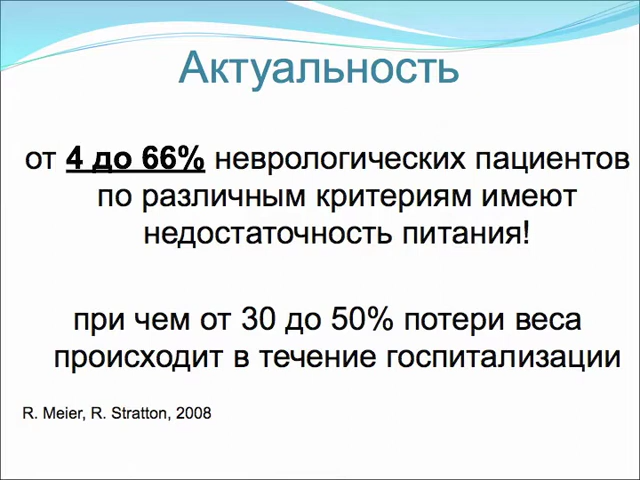 Актуальность
от 4 до 66% неврологических пациентов
по различным критериям имеют
недостаточность питания!
при чем от 30 до 50% потери веса
происходит в течение госпитализации
R. Meier, R. Stratton, 2008